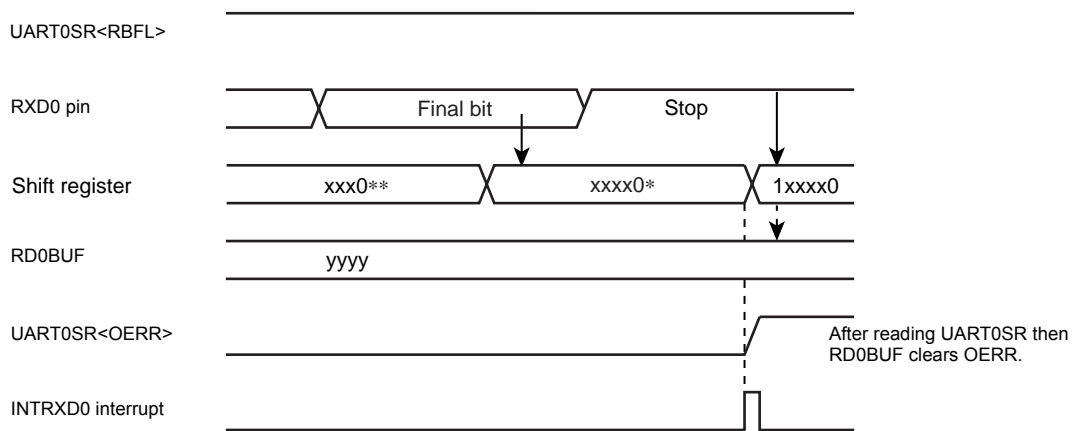 UART0SR<RBFL>
RXD0 pin
Final bit
Stop
Shift register
xxx0**
xxxx0*
1xxxx0
RD0BUF
yyyy
UART0SR<OERR>
After reading UART0SR then
RD0BUF clears OERR.
INTRXD0 interrupt